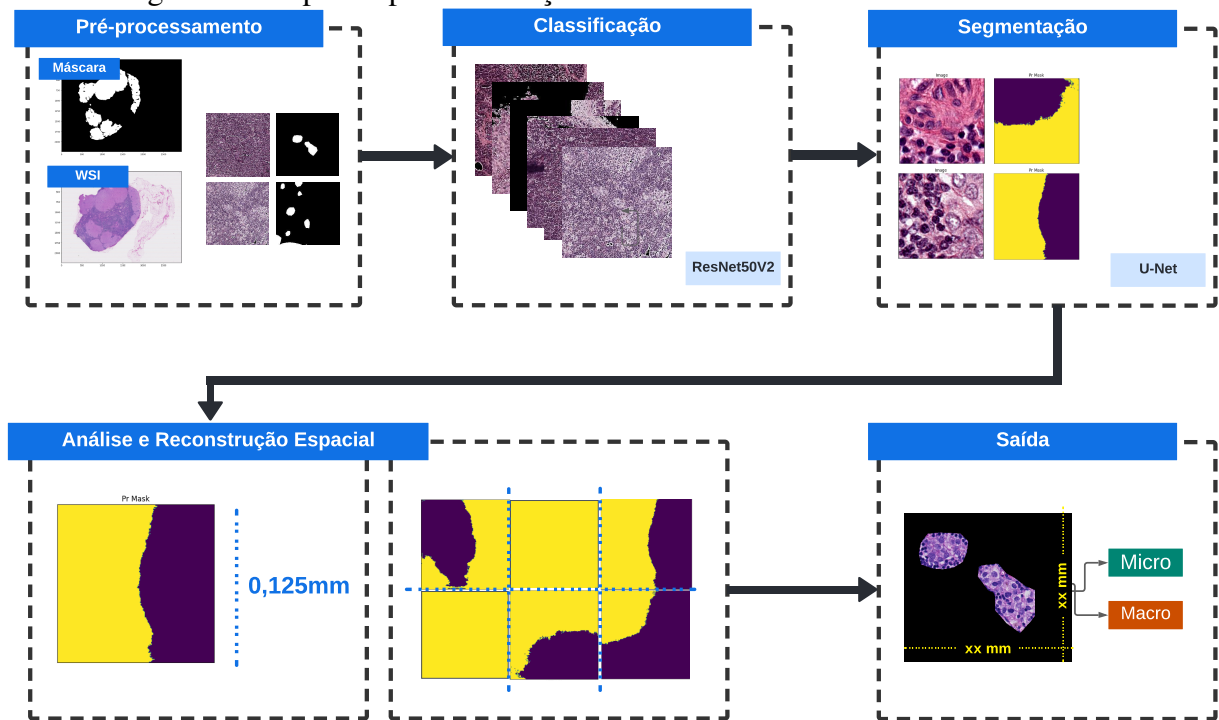 Pré-processamento
Classificação
Segmentação
Máscara
WSI
ResNet50V2
Image
Pr Mask
Image
Pr Mask
U-Net
Análise e Reconstrução Espacial
Saída
Pr Mask
0,125mm
xx mm
xx mm
Micro
Macro